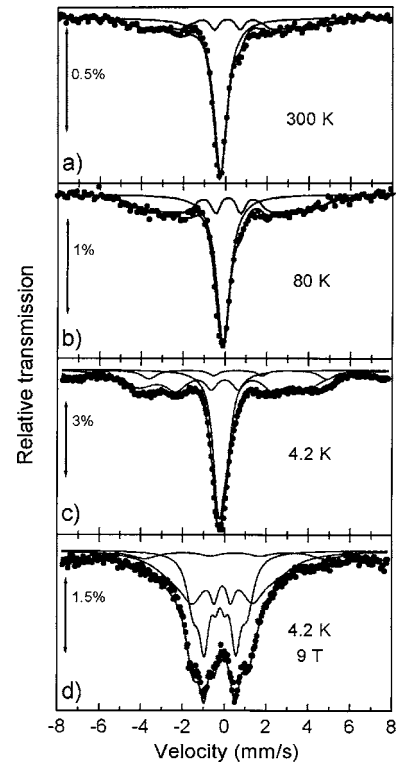 0.5%
300 K
a)
1%
80 K
b)
3%
4.2 K
c)
1.5%
4.2 K
9 T
d)
Relative transmission
-8 -6 -4 -2 0 2 4 6 8
Velocity (mm/s)